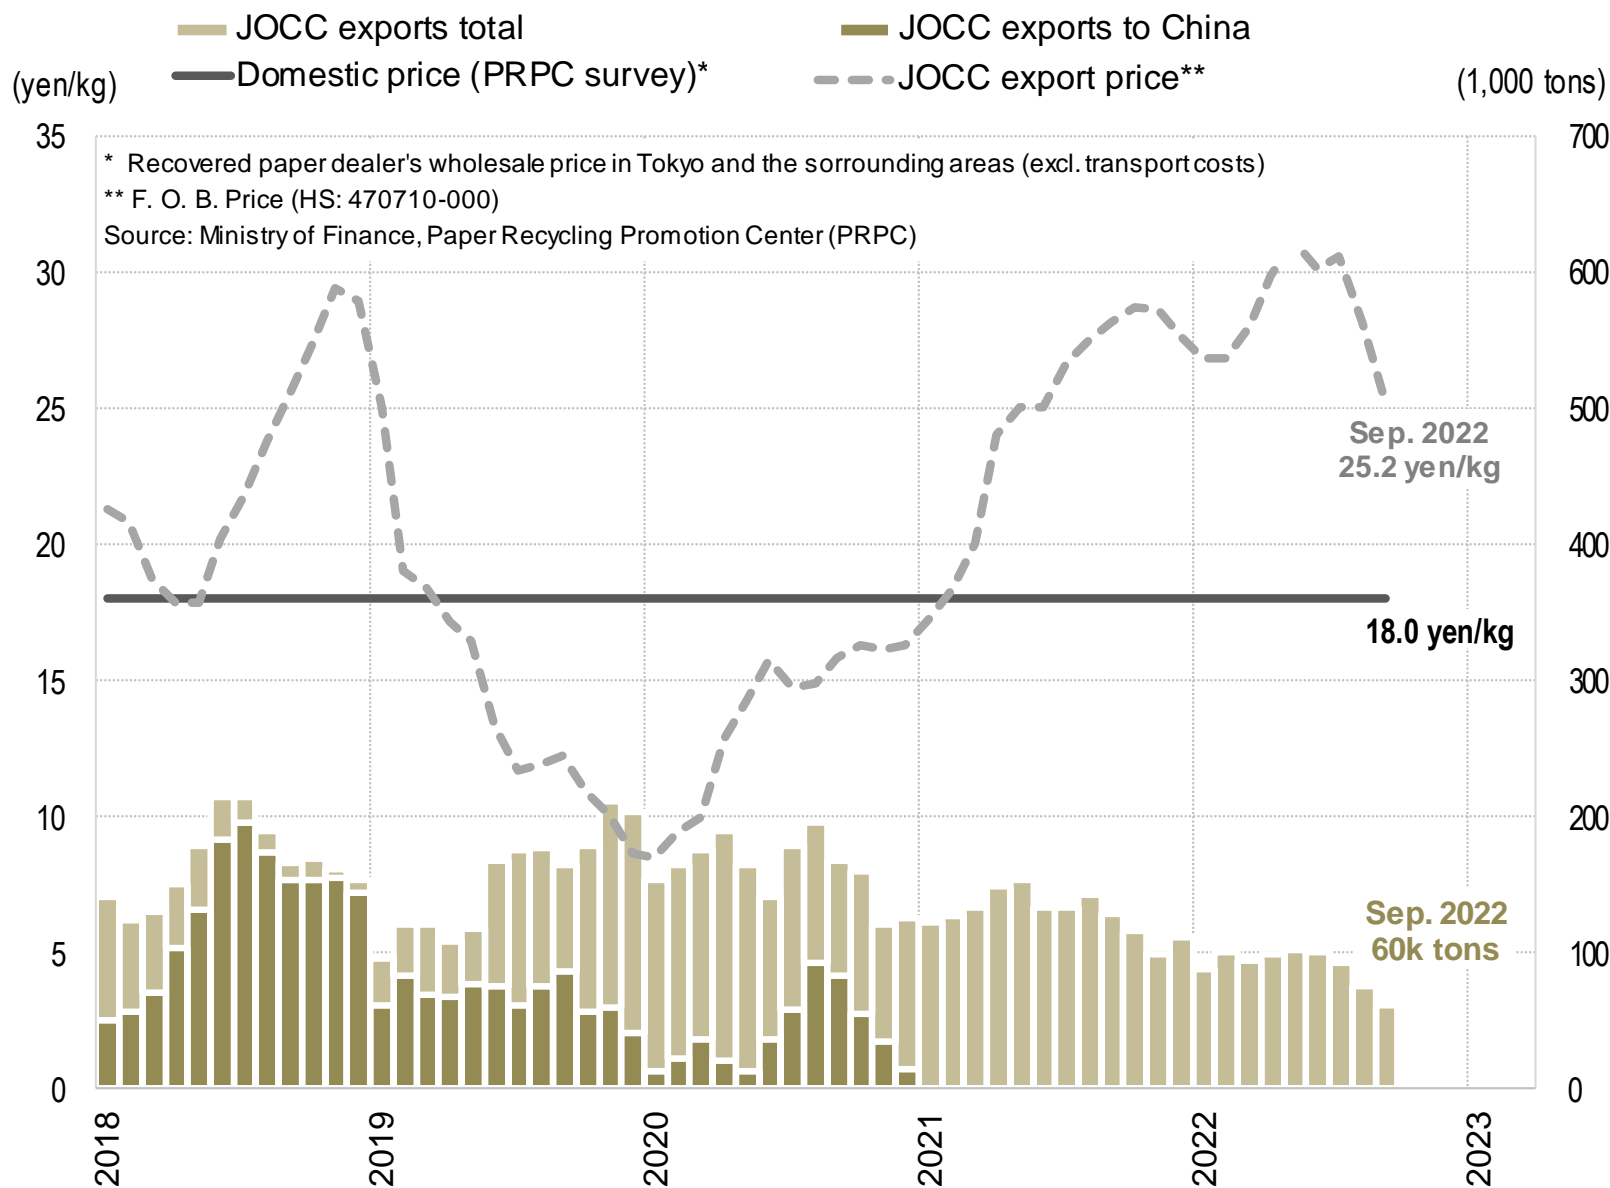 JOCC exports total
JOCC exports to China
Domestic price (PRPC survey)*
JOCC export price**
(yen/kg)
(1,000 tons)
* Recovered paper dealer's wholesale price in Tokyo and the sorrounding areas (excl. transport costs)
** F. O. B. Price (HS: 470710-000)
Source: Ministry of Finance, Paper Recycling Promotion Center (PRPC)
35
30
25
20
15
10
5
0
700
600
500
400
300
200
100
0
Sep. 2022
25.2 yen/kg
18.0 yen/kg
Sep. 2022
60k tons
2018
2019
2020
2021
2022
2023